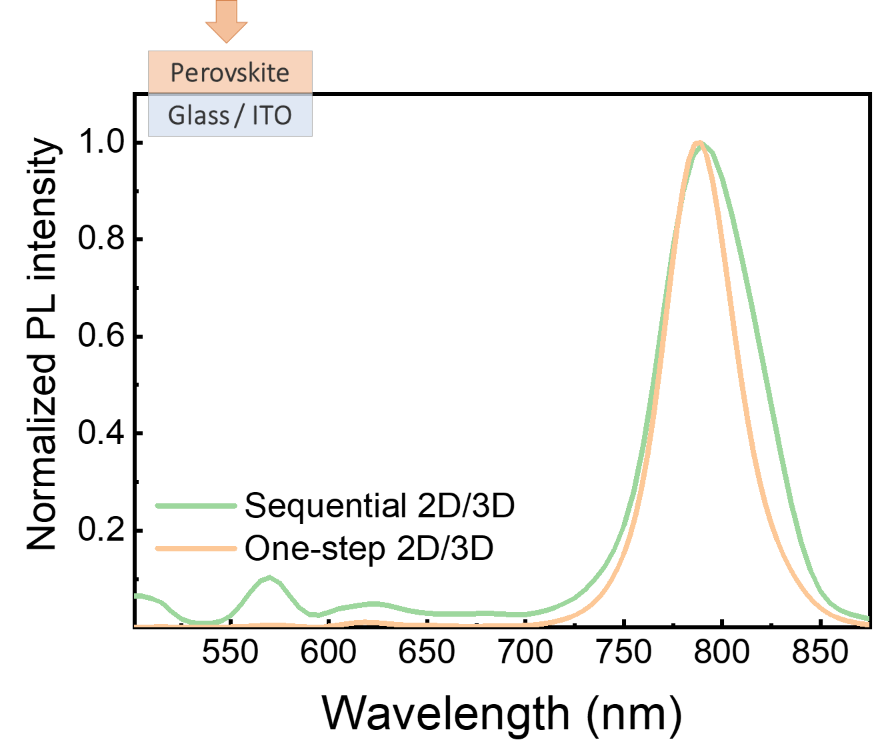 Perovskite
Glass / ITO
Normalized PL intensity
1.0
0.8
0.6
0.4
0.2
Sequential 2D/3D
One-step 2D/3D
550 600 650 700 750 800 850
Wavelength (nm)